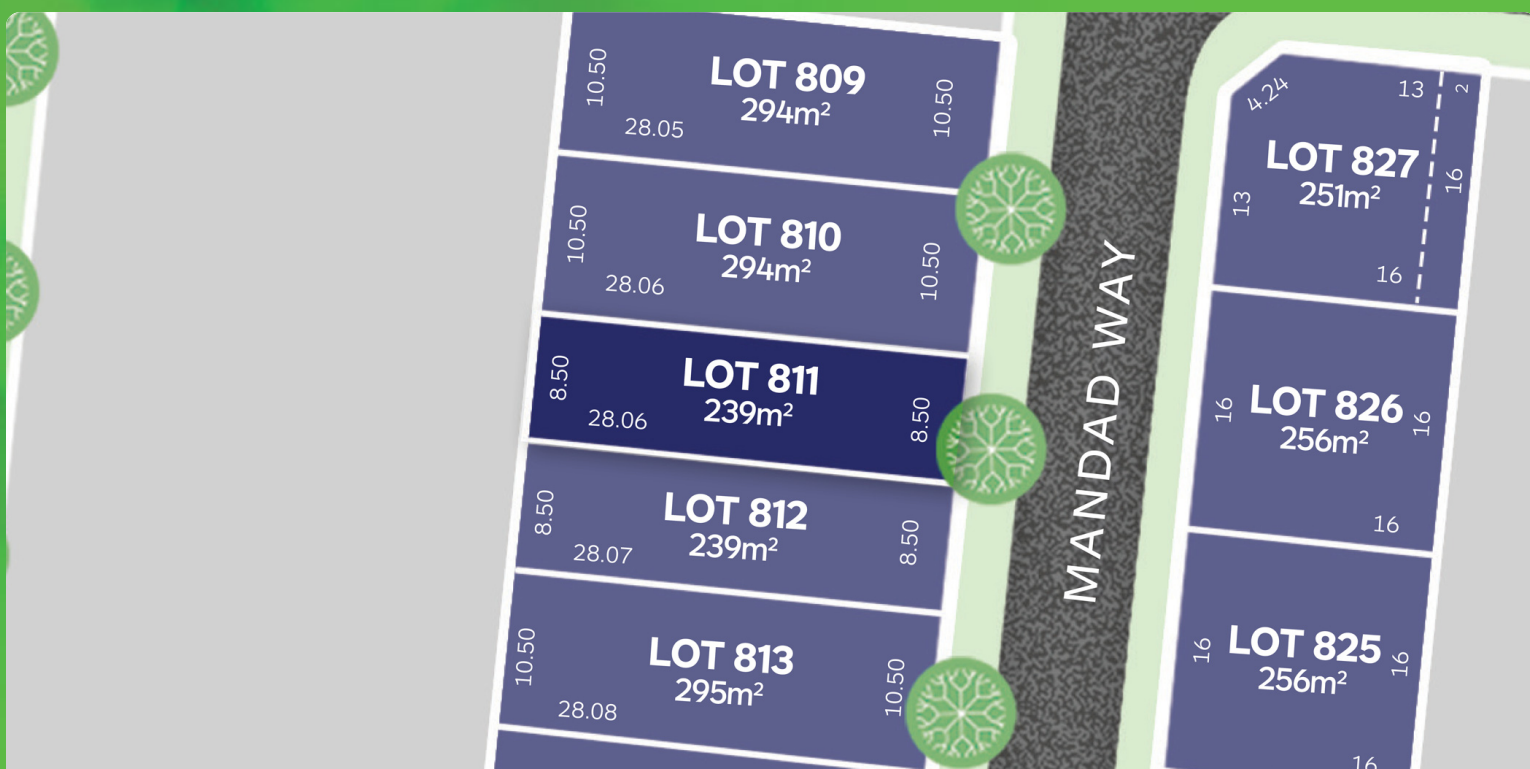 10.50
LOT 809
294m²
10.50
28.05
10.50
LOT 810
294m²
10.50
28.06
8.50
LOT 811
239m²
8.50
28.06
8.50
LOT 812
239m²
8.50
28.07
10.50
LOT 813
295m²
10.50
28.08
MANDAD WAY
4.24
13
2
LOT 827
251m²
16
13
16
16
LOT 826
256m²
16
16
16
LOT 825
256m²
16
16